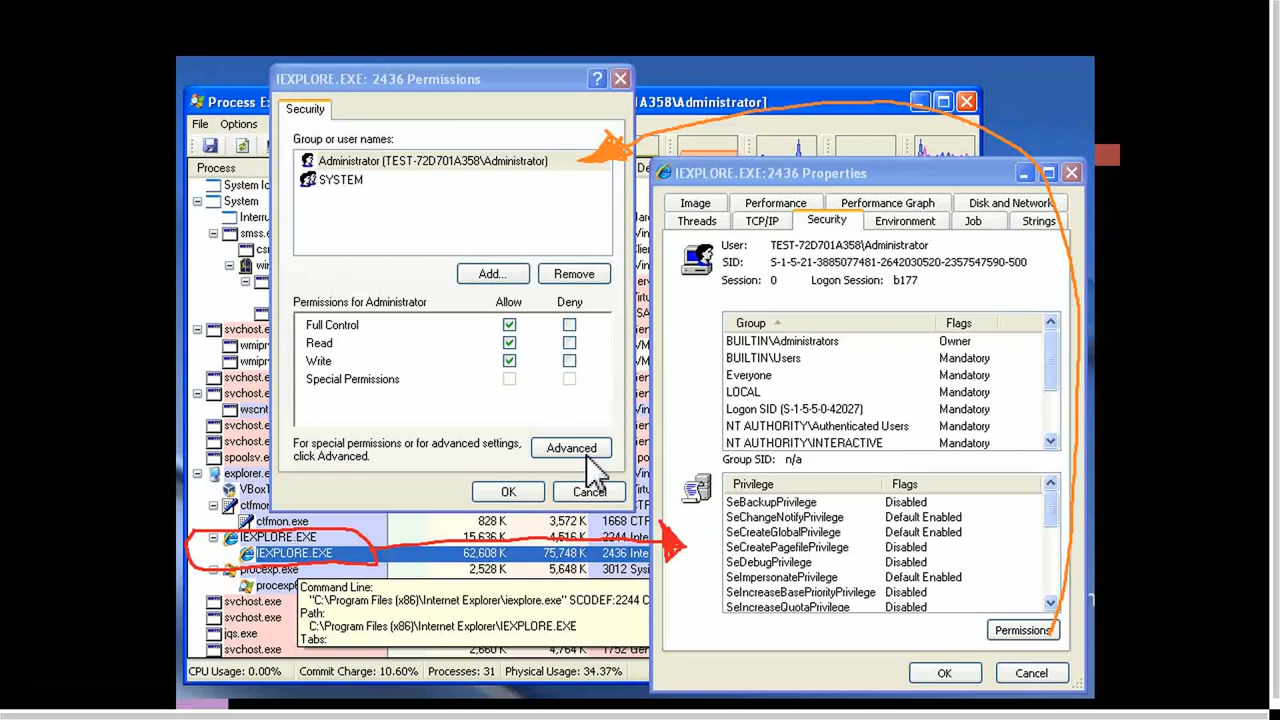 IEXPLORE.EXE: 2436 Permissions
Security
Group or user names:
Administrator (TEST-72D701A358\Administrator)
SYSTEM
Add...
Remove
Permissions for Administrator
Allow
Deny
Full Control
Read
Write
Special Permissions
For special permissions or for advanced settings,
click Advanced.
Advanced
OK
Cancel
Process
A358\Administrator]
File
Options
Process
System
smss.e
svchost.e
wmipr
wmipr
svchost.e
svchost.e
wscnt
svchost.e
svchost.e
spoolsv.e
explorer.e
ctfmon.exe 828 K 3,572 K 1668 CTF
IEXPLORE.EXE 15,636 K 4,516 K 2244 Inte
IEXPLORE.EXE 62,608 K 75,748 K 2436 Inte
procexp.exe 2,528 K 5,648 K 3012 Sysi
procexp6
Command Line:
"C:\Program Files (x86)\Internet Explorer\iexplore.exe" SCODEF:2244 C
Path:
C:\Program Files (x86)\Internet Explorer\IEXPLORE.EXE
Tabs:
svchost.exe
svchost.exe
jqs.exe
svchost.exe 2,660 K 4,764 K 1752 Gen
CPU Usage: 0.00%
Commit Charge: 10.60%
Processes: 31
Physical Usage: 34.37%
IEXPLORE.EXE:2436 Properties
Image
Performance
Performance Graph
Disk and Network
Threads
TCP/IP
Security
Environment
Job
Strings
User: TEST-72D701A358\Administrator
SID: S-1-5-21-3885077481-2642030520-2357547590-500
Session: 0 Logon Session: b177
Group Flags
BUILTIN\Administrators Owner
BUILTIN\Users Mandatory
Everyone Mandatory
LOCAL Mandatory
Logon SID (S-1-5-5-0-42027) Mandatory
NT AUTHORITY\Authenticated Users Mandatory
NT AUTHORITY\INTERACTIVE Mandatory
Group SID: n/a
Privilege Flags
SeBackupPrivilege Disabled
SeChangeNotifyPrivilege Default Enabled
SeCreateGlobalPrivilege Default Enabled
SeCreatePagefilePrivilege Disabled
SeDebugPrivilege Disabled
SeImpersonatePrivilege Default Enabled
SeIncreaseBasePriorityPrivilege Disabled
SeIncreaseQuotaPrivilege Disabled
Permissions
OK
Cancel